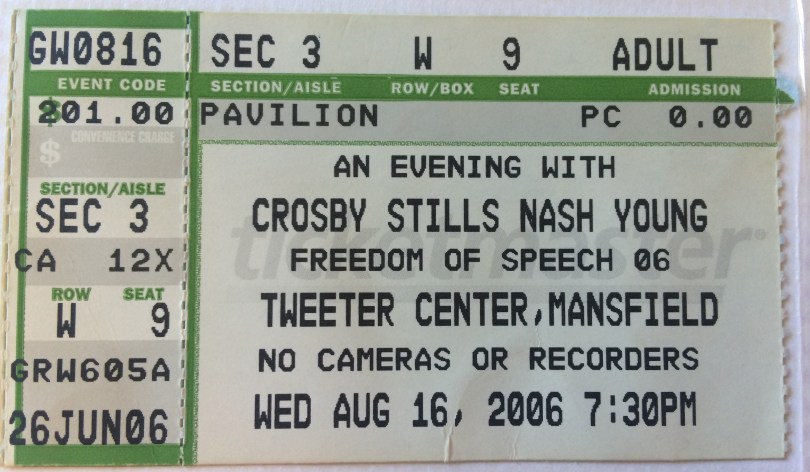 GW0816
EVENT CODE
$201.00
CONVENIENCE CHARGE
$
SECTION/AISLE
SEC 3
CA 12X
ROW SEAT
W 9
GRW605A
26JUN06
SEC 3 W 9 ADULT
SECTION/AISLE ROW/BOX SEAT ADMISSION
PAVILION PC 0.00
AN EVENING WITH
CROSBY STILLS NASH YOUNG
ticketmaster®
FREEDOM OF SPEECH 06
TWEETER CENTER,MANSFIELD
NO CAMERAS OR RECORDERS
WED AUG 16, 2006 7:30PM